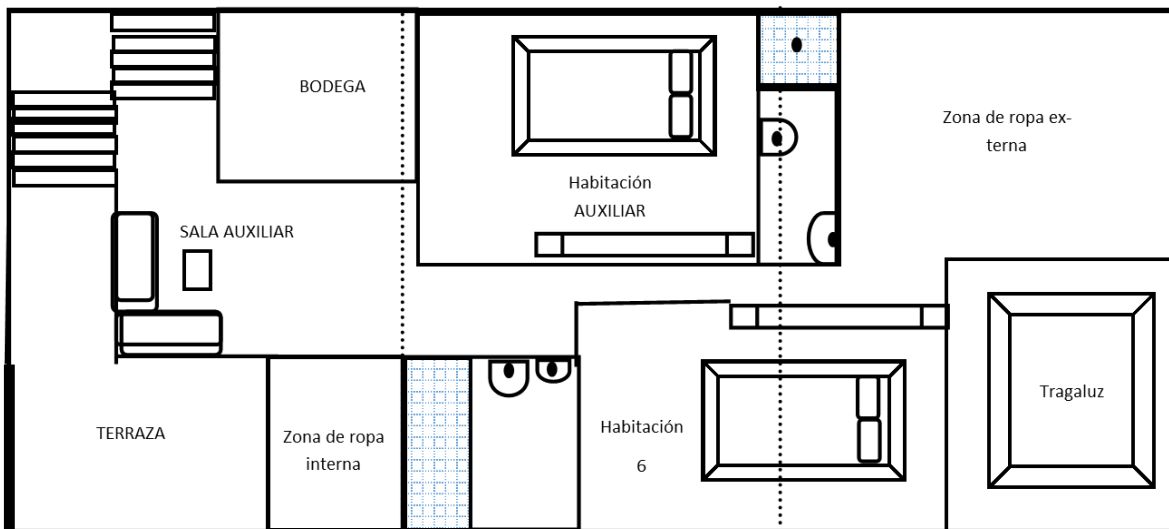 BODEGA
Habitación
AUXILIAR
Zona de ropa ex-
terna
SALA AUXILIAR
TERRAZA
Zona de ropa
interna
Habitación
6
Tragaluz